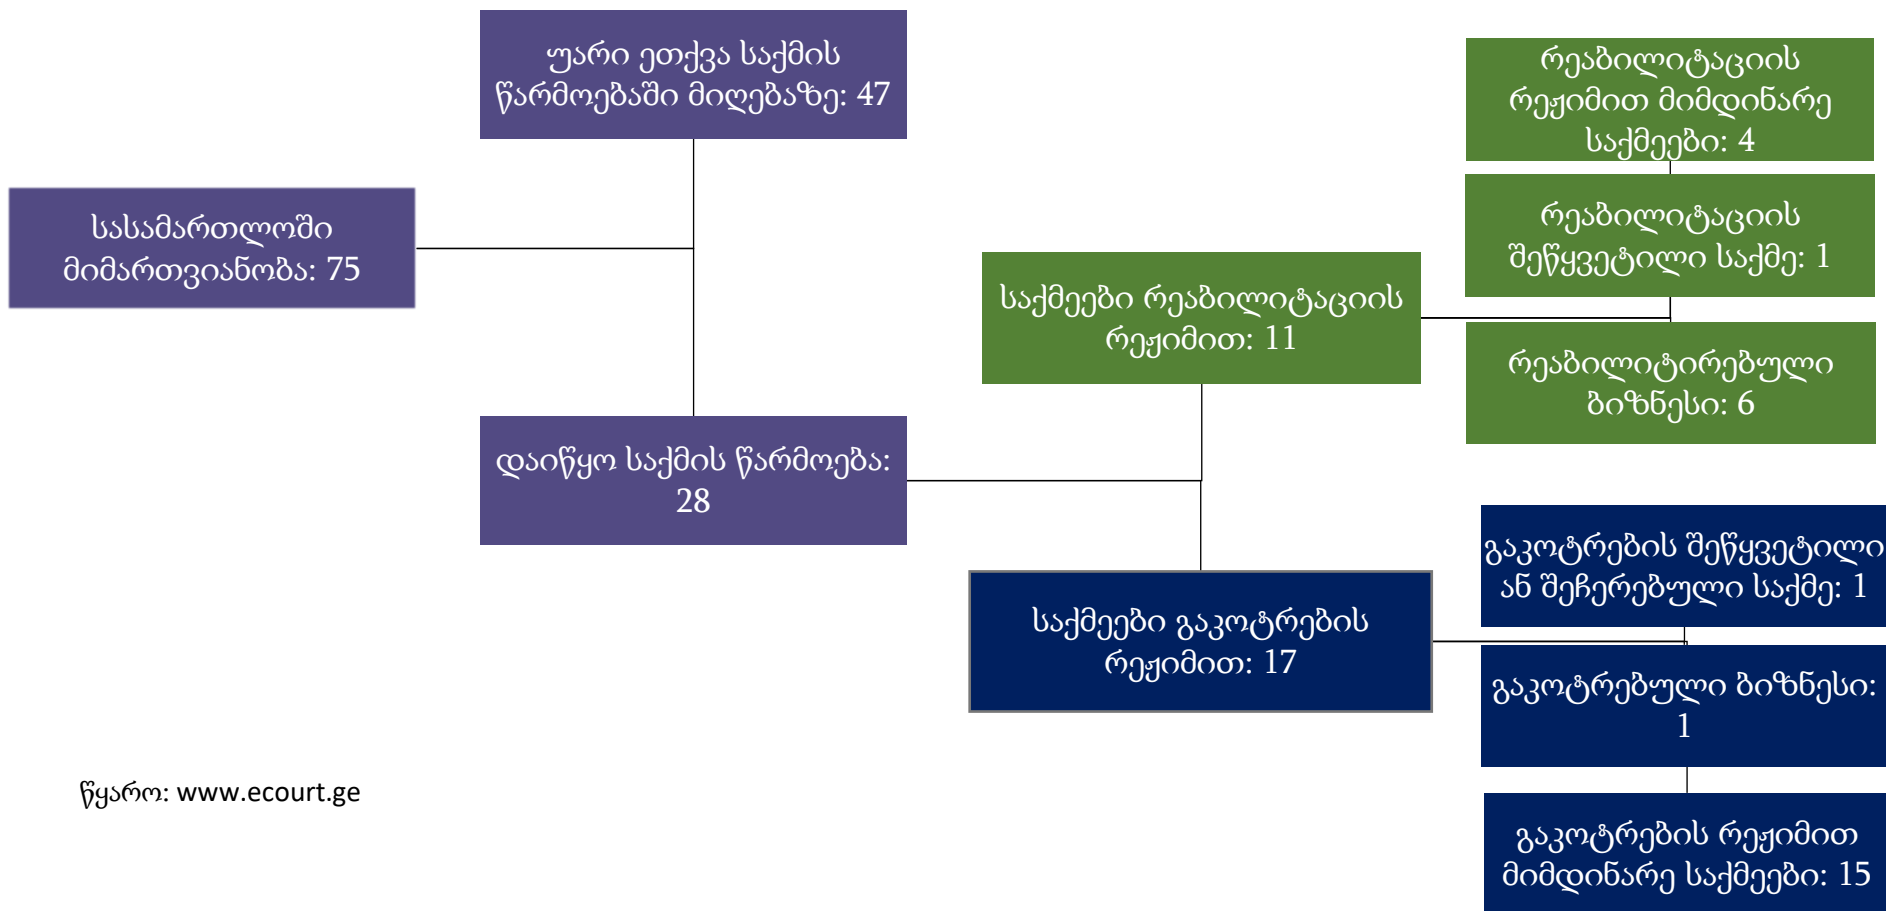 უარი ეთქვა საქმის
წარმოებაში მიღებაზე: 47
სასამართლოში
მიმართვიანობა: 75
დაიწყო საქმის წარმოება:
28
საქმეები რეაბილიტაციის
რეჟიმით: 11
რეაბილიტაციის
რეჟიმით მიმდინარე
საქმეები: 4
რეაბილიტაციის
შეწყვეტილი საქმე: 1
რეაბილიტირებული
ბიზნესი: 6
საქმეები გაკოტრების
რეჟიმით: 17
გაკოტრების შეწყვეტილი
ან შეჩერებული საქმე: 1
გაკოტრებული ბიზნესი:
1
გაკოტრების რეჟიმით
მიმდინარე საქმეები: 15
წყარო: www.ecourt.ge